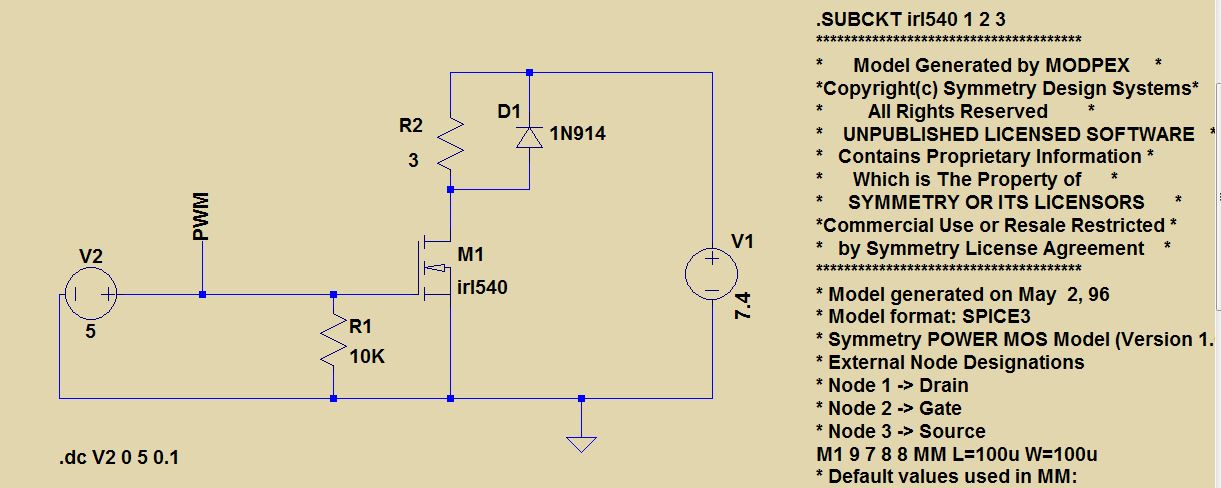 R2
3
D1
1N914
PWM
V2
5
M1
irl540
R1
10K
V1
7.4
.dc V2 0 5 0.1
.SUBCKT irl540 1 2 3
**************************************
* Model Generated by MODPEX *
*Copyright(c) Symmetry Design Systems*
* All Rights Reserved *
* UNPUBLISHED LICENSED SOFTWARE *
* Contains Proprietary Information *
* Which is The Property of *
* SYMMETRY OR ITS LICENSORS *
*Commercial Use or Resale Restricted *
* by Symmetry License Agreement *
**************************************
* Model generated on May 2, 96
* Model format: SPICE3
* Symmetry POWER MOS Model (Version 1.
* External Node Designations
* Node 1 -> Drain
* Node 2 -> Gate
* Node 3 -> Source
M1 9 7 8 8 MM L=100u W=100u
* Default values used in MM: